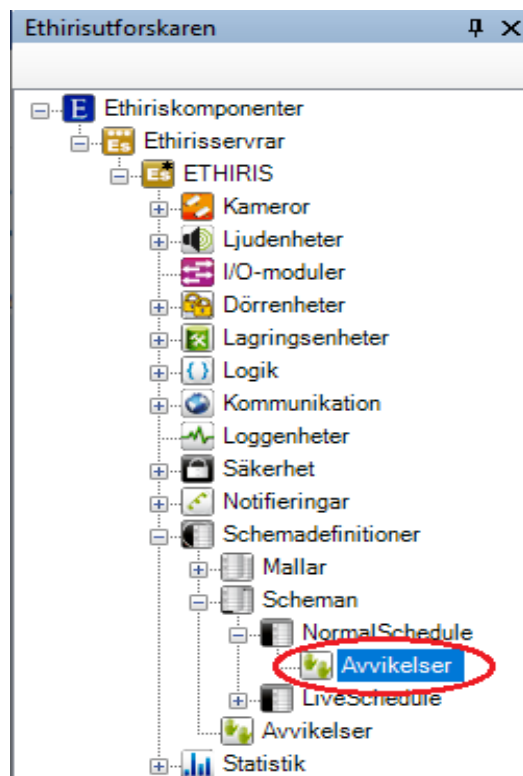 Ethirisutforskaren
Ethiriskomponenter
Ethirisservrar
ETHIRIS
Kameror
Ljudenheter
I/O-moduler
Dörrenheter
Lagringsenheter
Logik
Kommunikation
Loggenheter
Säkerhet
Notifieringar
Schemadefinitioner
Mallar
Scheman
NormalSchedule
Avvikelser
LiveSchedule
Avvikelser
Statistik